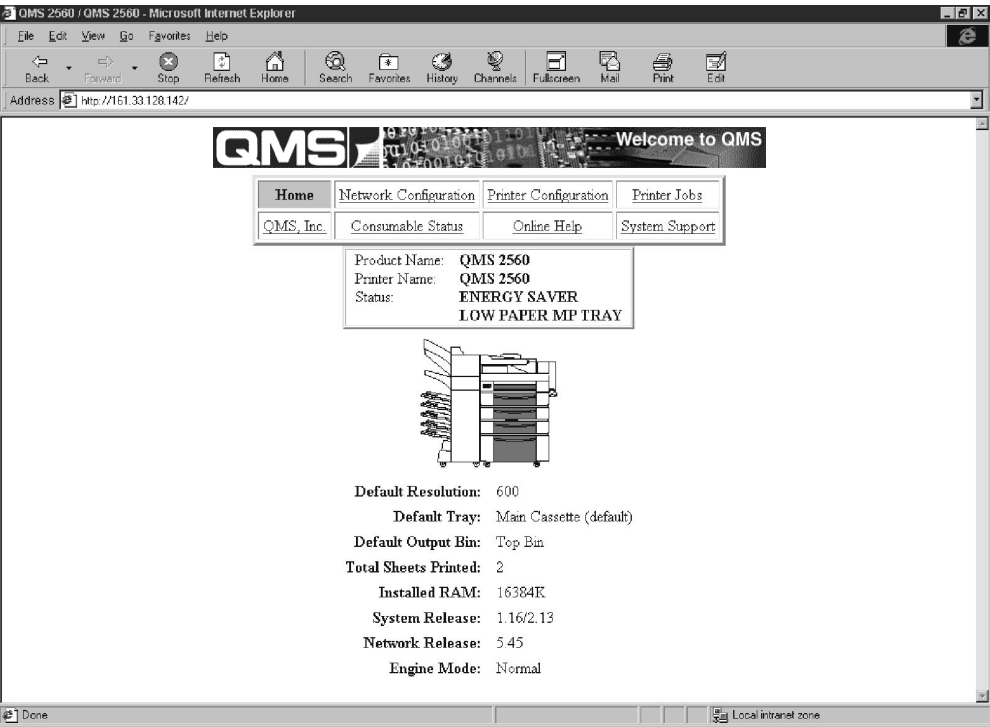 QMS 2560 / QMS 2560 - Microsoft Internet Explorer
File Edit View Go Favorites Help
Back Forward Stop Refresh Home Search Favorites History Channels Fullscreen Mail Print Edit
Address http://161.33.128.142/
QMS Welcome to QMS
Home Network Configuration Printer Configuration Printer Jobs
QMS, Inc. Consumable Status Online Help System Support
Product Name: QMS 2560
Printer Name: QMS 2560
Status: ENERGY SAVER
LOW PAPER MP TRAY
Default Resolution: 600
Default Tray: Main Cassette (default)
Default Output Bin: Top Bin
Total Sheets Printed: 2
Installed RAM: 16384K
System Release: 1.16/2.13
Network Release: 5.45
Engine Mode: Normal
Done Local intranet zone